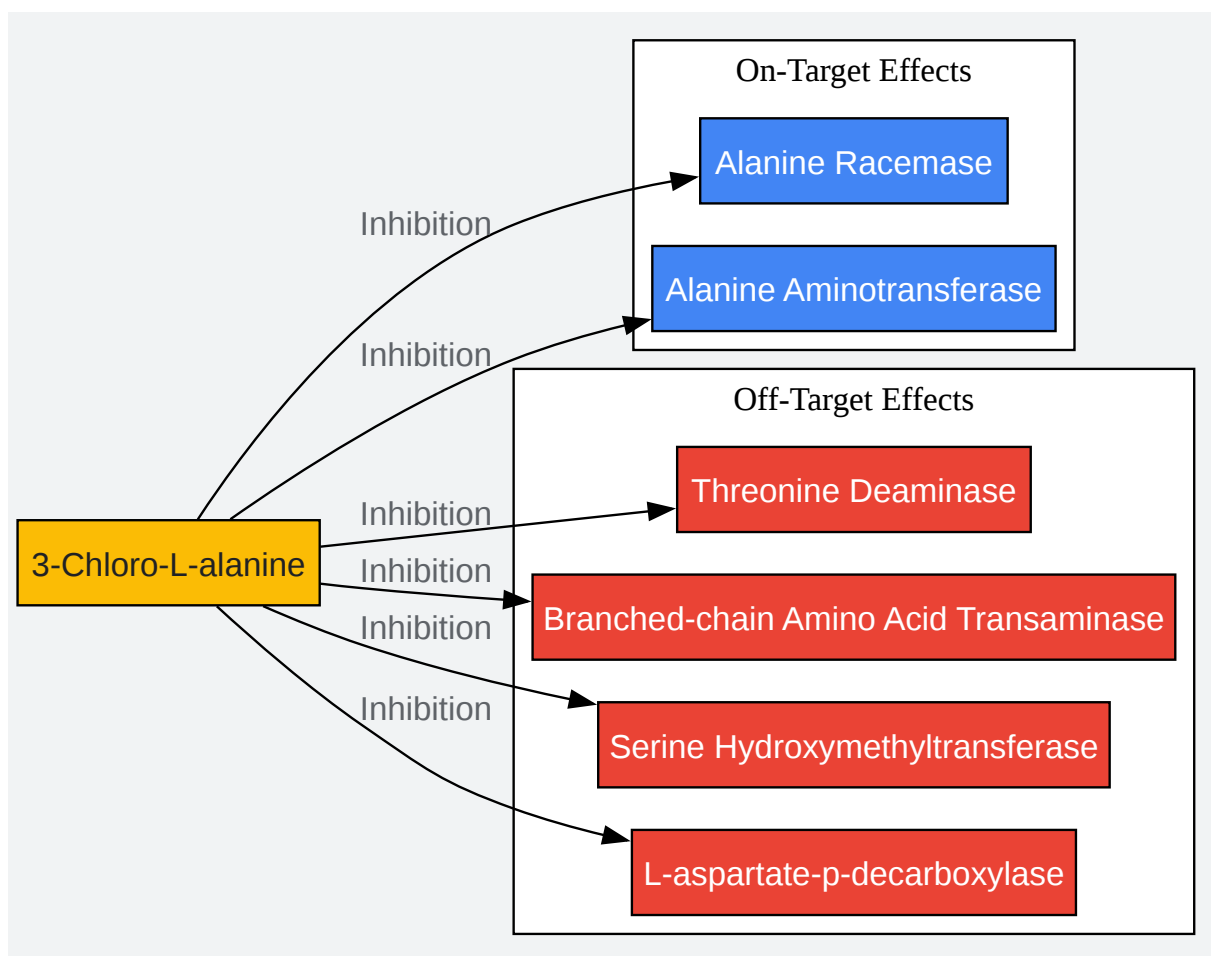 On-Target Effects
Alanine Racemase
Inhibition
Alanine Aminotransferase
Inhibition
Off-Target Effects
Threonine Deaminase
Inhibition
3-Chloro-L-alanine
Inhibition
Branched-chain Amino Acid Transaminase
Inhibition
Serine Hydroxymethyltransferase
Inhibition
L-aspartate-p-decarboxylase